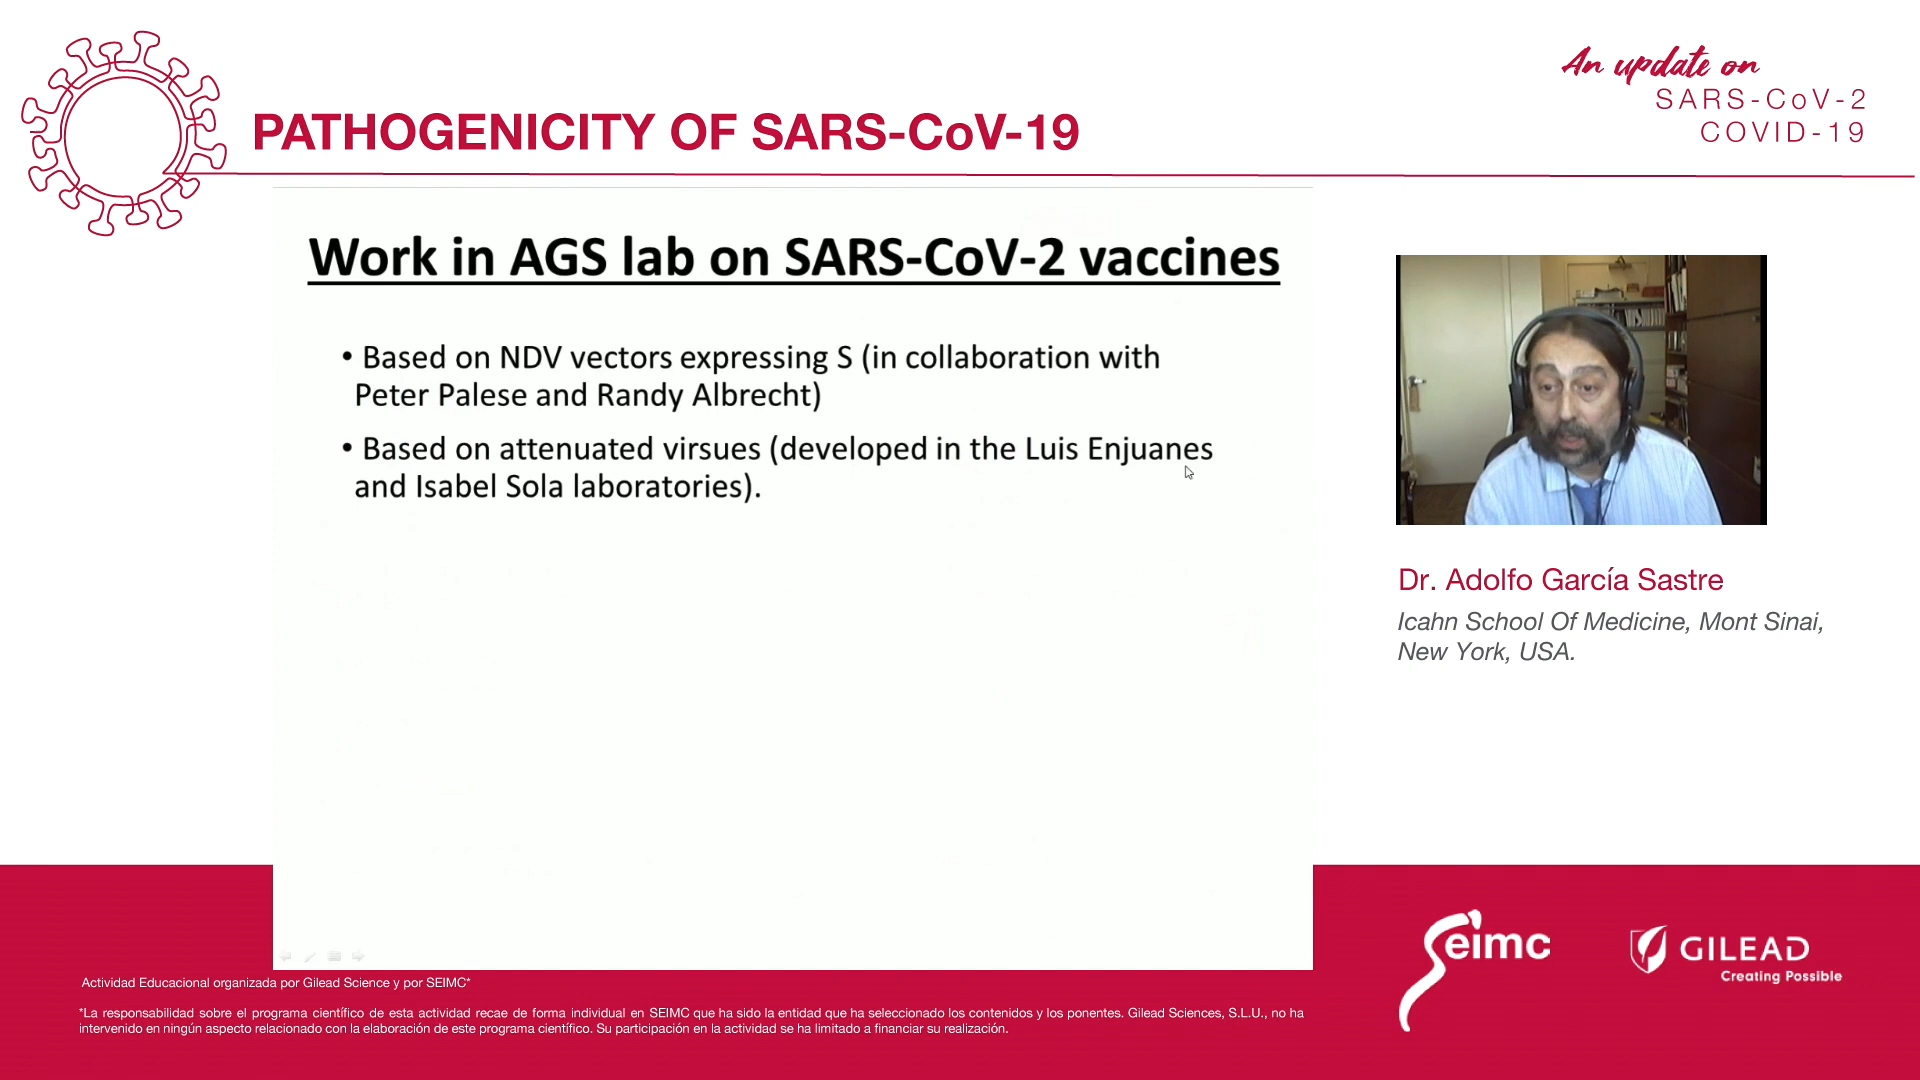 An update on
SARS-CoV-2
COVID-19
PATHOGENICITY OF SARS-CoV-19
Work in AGS lab on SARS-CoV-2 vaccines
• Based on NDV vectors expressing S (in collaboration with
Peter Palese and Randy Albrecht)
• Based on attenuated virsues (developed in the Luis Enjuanes
and Isabel Sola laboratories).
Dr. Adolfo García Sastre
Icahn School Of Medicine, Mont Sinai,
New York, USA.
Seimc
GILEAD
Creating Possible
Actividad Educacional organizada por Gilead Science y por SEIMC*
*La responsabilidad sobre el programa científico de esta actividad recae de forma individual en SEIMC que ha sido la entidad que ha seleccionado los contenidos y los ponentes. Gilead Sciences, S.L.U., no ha
intervenido en ningún aspecto relacionado con la elaboración de este programa científico. Su participación en la actividad se ha limitado a financiar su realización.